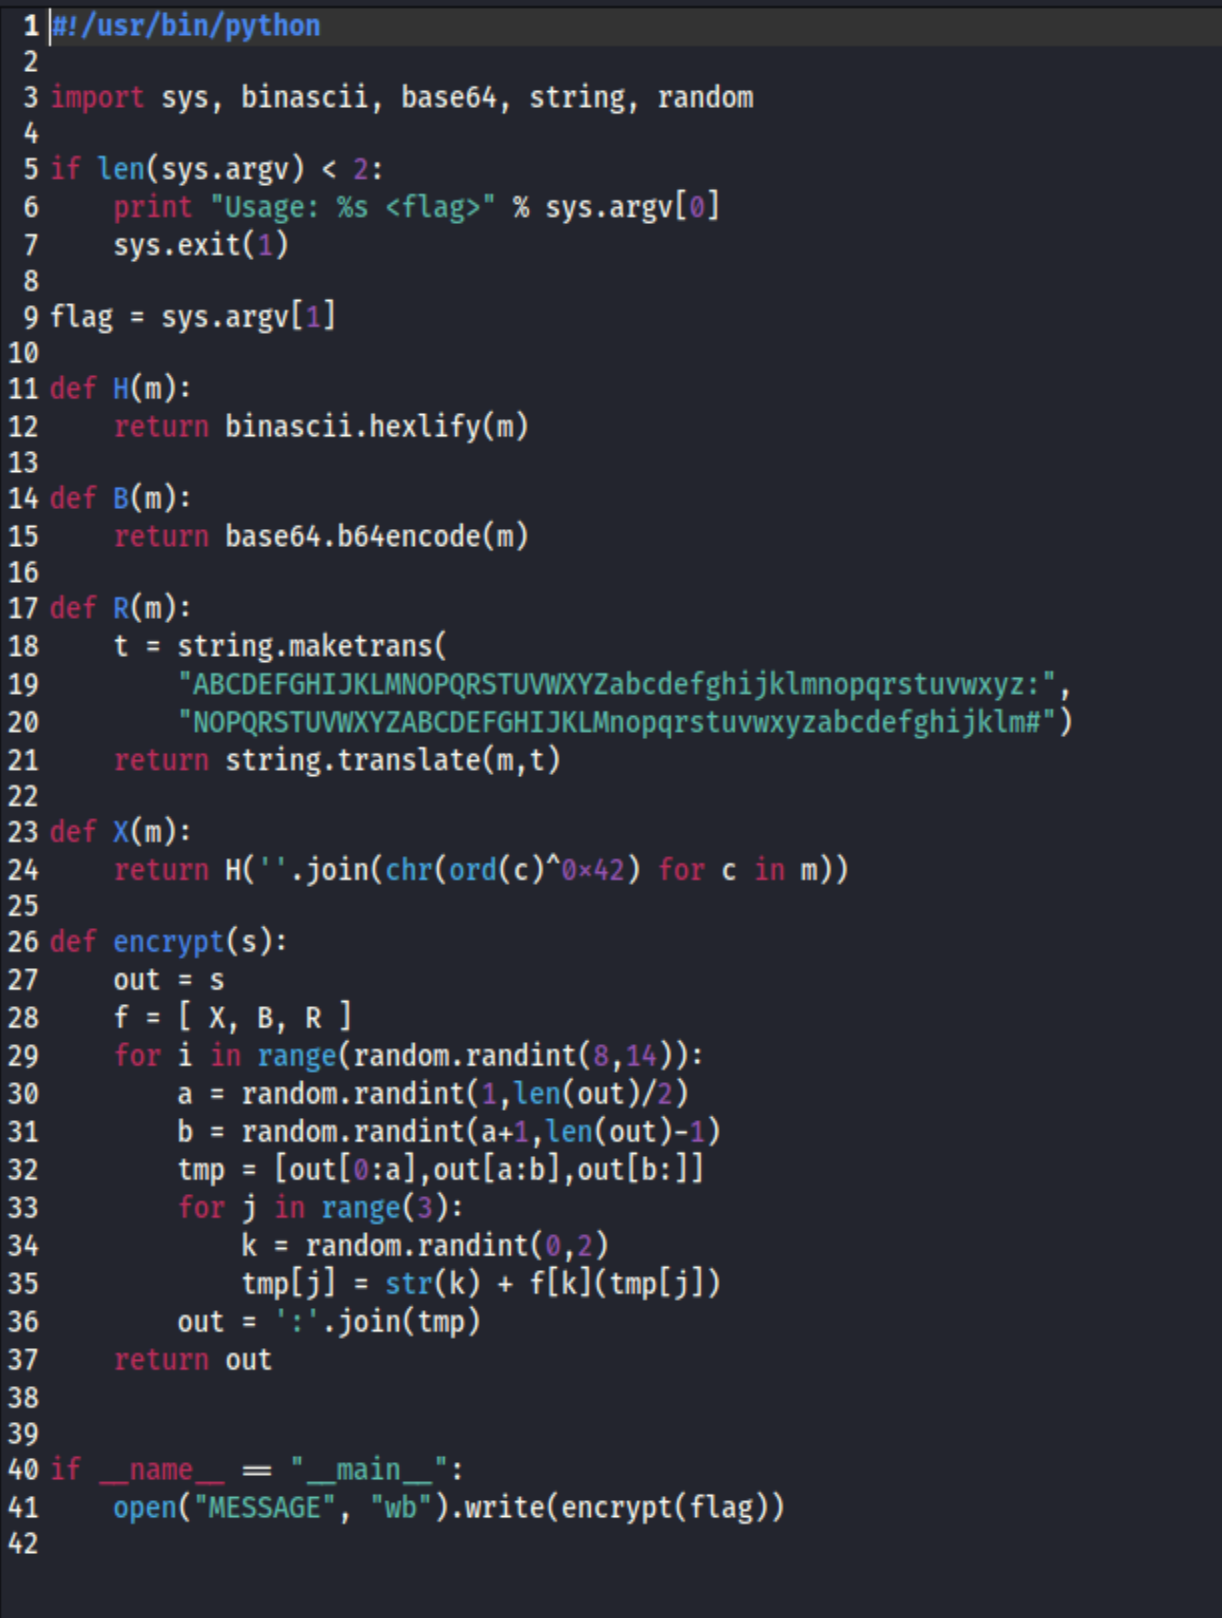 1 #!/usr/bin/python
2
3 import sys, binascii, base64, string, random
4
5 if len(sys.argv) < 2:
6     print "Usage: %s <flag>" % sys.argv[0]
7     sys.exit(1)
8
9 flag = sys.argv[1]
10
11 def H(m):
12     return binascii.hexlify(m)
13
14 def B(m):
15     return base64.b64encode(m)
16
17 def R(m):
18     t = string.maketrans(
19         "ABCDEFGHIJKLMNOPQRSTUVWXYZabcdefghijklmnopqrstuvwxyz:",
20         "NOPQRSTUVWXYZABCDEFGHIJKLMnopqrstuvwxyzabcdefghijklm#")
21     return string.translate(m,t)
22
23 def X(m):
24     return H(''.join(chr(ord(c)^0×42) for c in m))
25
26 def encrypt(s):
27     out = s
28     f = [ X, B, R ]
29     for i in range(random.randint(8,14)):
30         a = random.randint(1,len(out)/2)
31         b = random.randint(a+1,len(out)-1)
32         tmp = [out[0:a],out[a:b],out[b:]]
33         for j in range(3):
34             k = random.randint(0,2)
35             tmp[j] = str(k) + f[k](tmp[j])
36         out = ':'.join(tmp)
37     return out
38
39
40 if __name__ == "__main__":
41     open("MESSAGE", "wb").write(encrypt(flag))
42